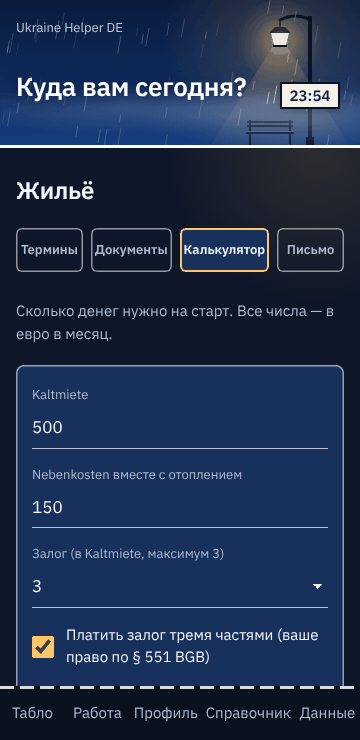 Ukraine Helper DE
Куда вам сегодня?
23:54
Жильё
Термины
Документы
Калькулятор
Письмо
Сколько денег нужно на старт. Все числа — в
евро в месяц.
Kaltmiete
500
Nebenkosten вместе с отоплением
150
Залог (в Kaltmiete, максимум 3)
3
Платить залог тремя частями (ваше
право по § 551 BGB)
Табло
Работа
Профиль
Справочник
Данные